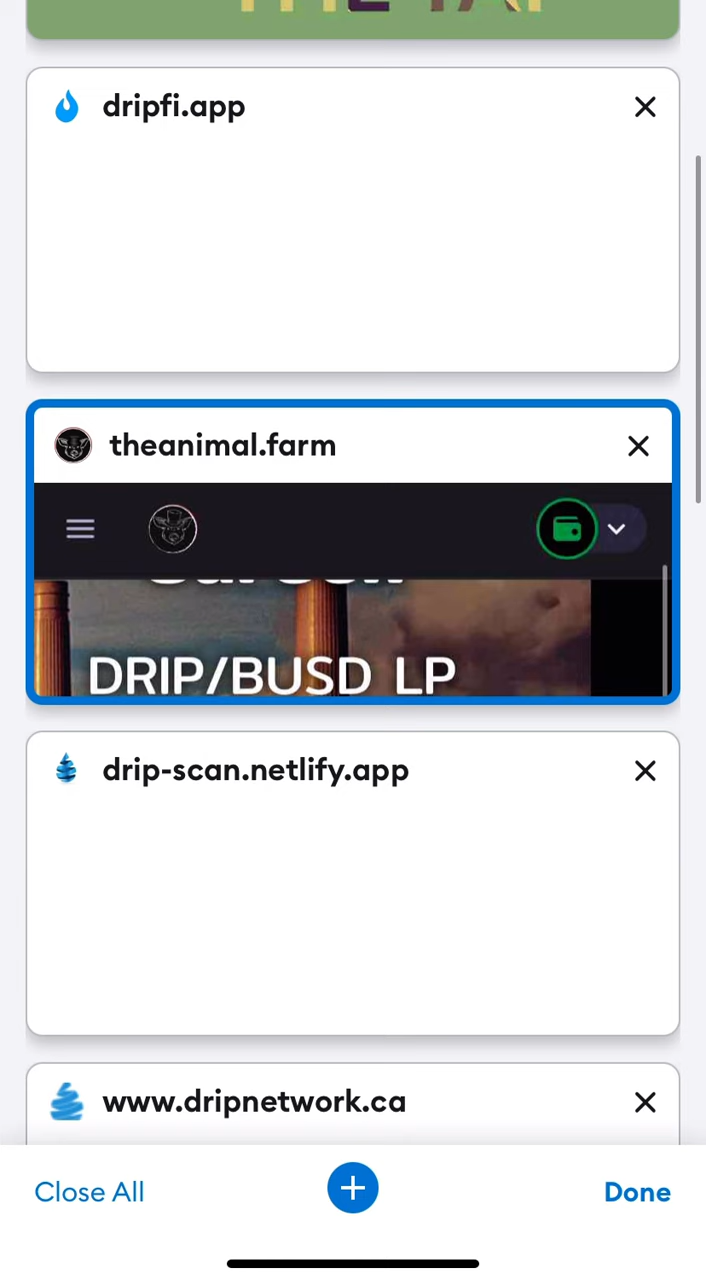 dripfi.app
theanimal.farm
DRIP/BUSD LP
drip-scan.netlify.app
www.dripnetwork.ca
Close All
Done